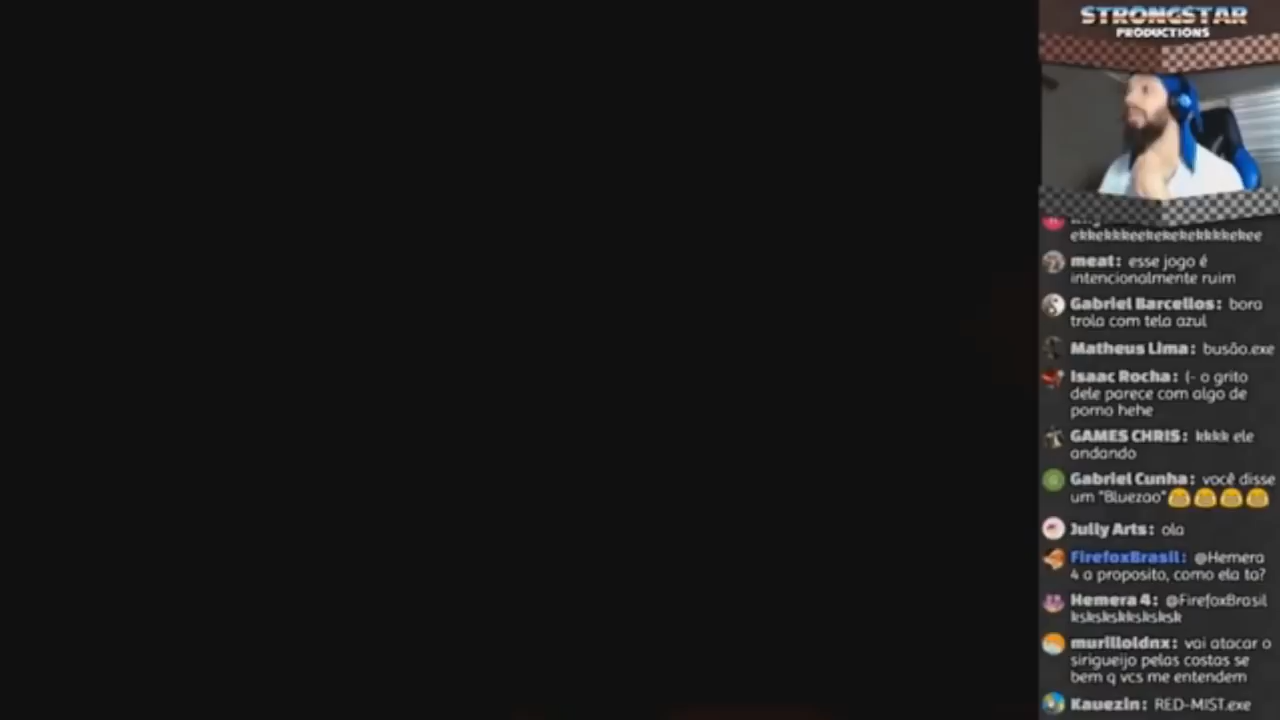 STRONGSTAR
PRODUCTIONS
ekkekkkeekekekekkkkekee
meat: esse jogo é
intencionalmente ruim
Gabriel Barcellos: bora
trola com tela azul
Matheus Lima: busão.exe
Isaac Rocha: (- o grito
dele parece com algo de
porno hehe
GAMES CHRIS: kkkk ele
andando
Gabriel Cunha: você disse
um "Bluezao"😂😂😂😂
Jully Arts: ola
FirefoxBrasil: @Hemera
4 a proposito, como ela ta?
Hemera 4: @FirefoxBrasil
kskskskksksksk
murilloldnx: vai atacar o
sirigueijo pelas costas se
bem q vcs me entendem
Kauezin: RED-MIST.exe